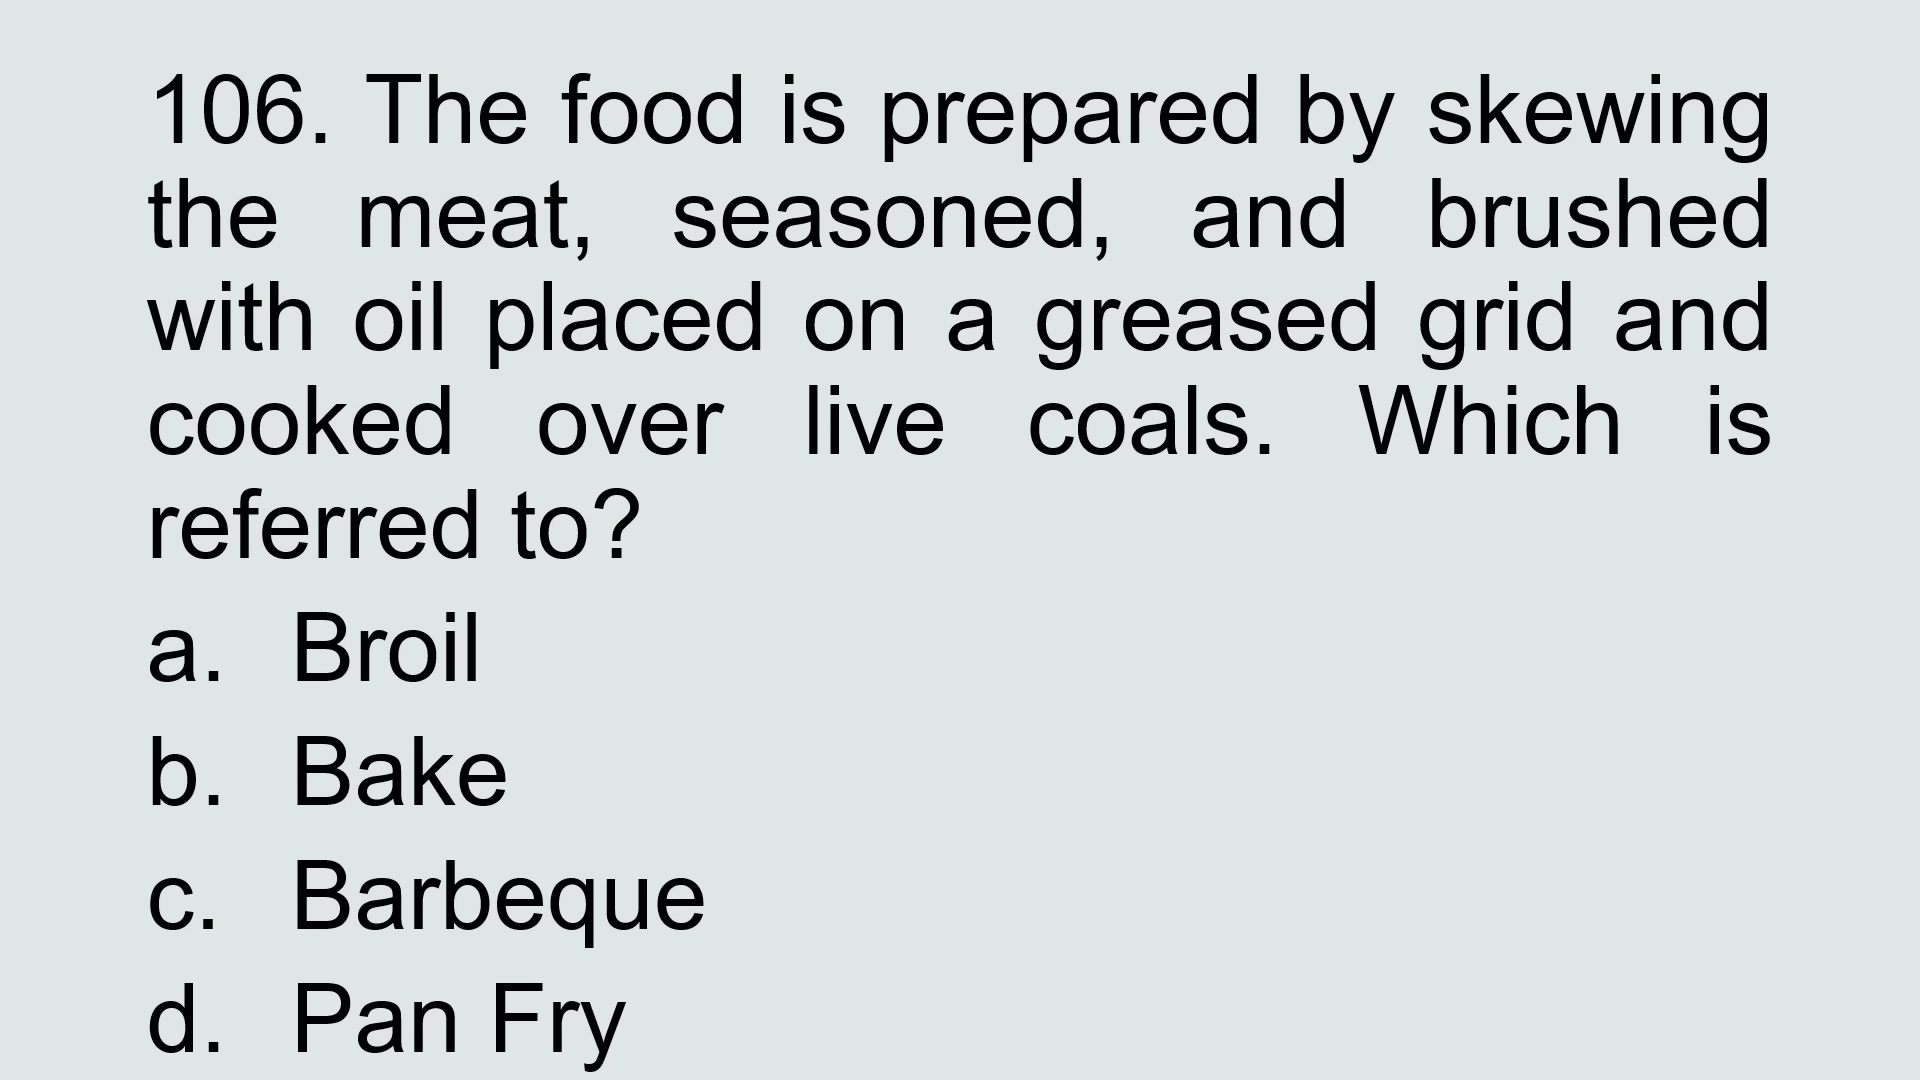 106. The food is prepared by skewing
the meat, seasoned, and brushed
with oil placed on a greased grid and
cooked over live coals. Which is
referred to?
a. Broil
b. Bake
c. Barbeque
d. Pan Fry